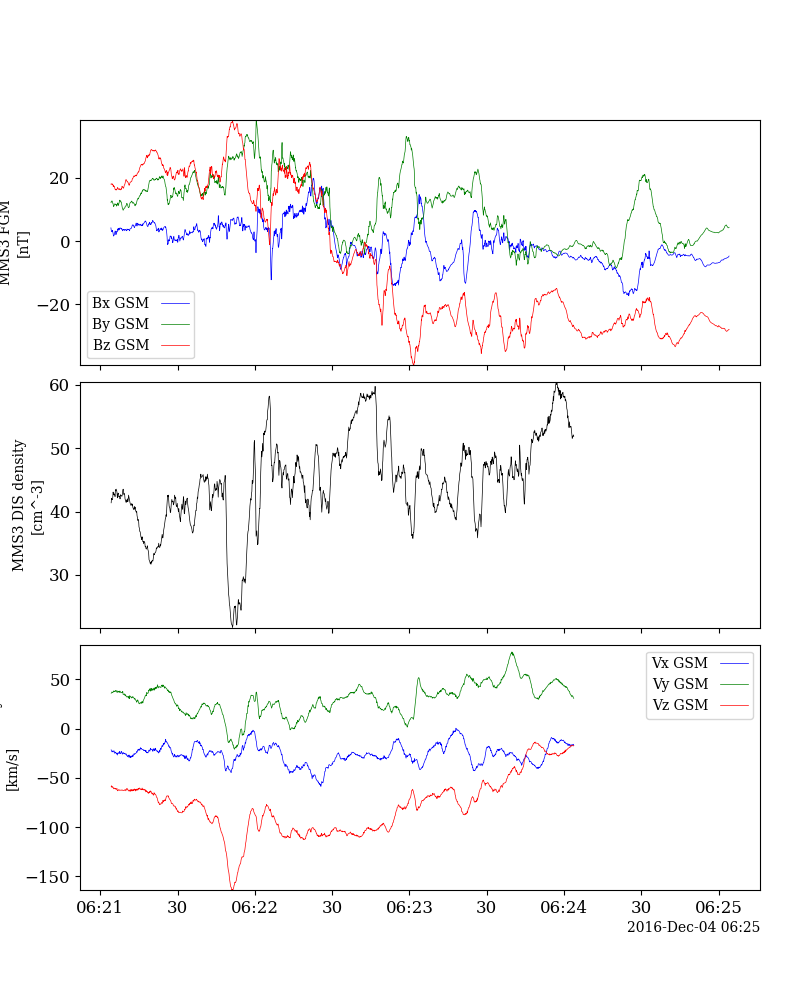 MMS3 FGM
[nT]
20
0
−20
Bx GSM
By GSM
Bz GSM
MMS3 DIS density
[cm^-3]
60
50
40
30
[km/s]
50
0
−50
−100
−150
Vx GSM
Vy GSM
Vz GSM
06:21 30 06:22 30 06:23 30 06:24 30 06:25
2016-Dec-04 06:25